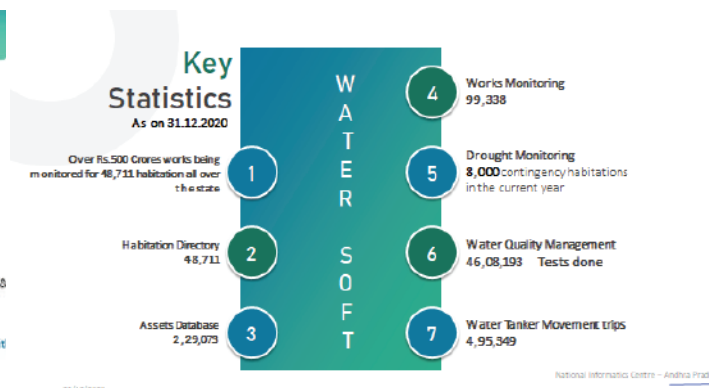 Key
Statistics
As on 31.12.2020
Over Rs.500 Crores works being
monitored for 48,711 habitation all over
the state
1
Habitation Directory
48,711
2
Assets Database
2,29,073
3
W
A
T
E
R
S
O
F
T
4
Works Monitoring
99,338
5
Drought Monitoring
8,000 contingency habitations
in the current year
6
Water Quality Management
46,08,193 Tests done
7
Water Tanker Movement trips
4,95,349
National Informatics Centre – Andhra Prad